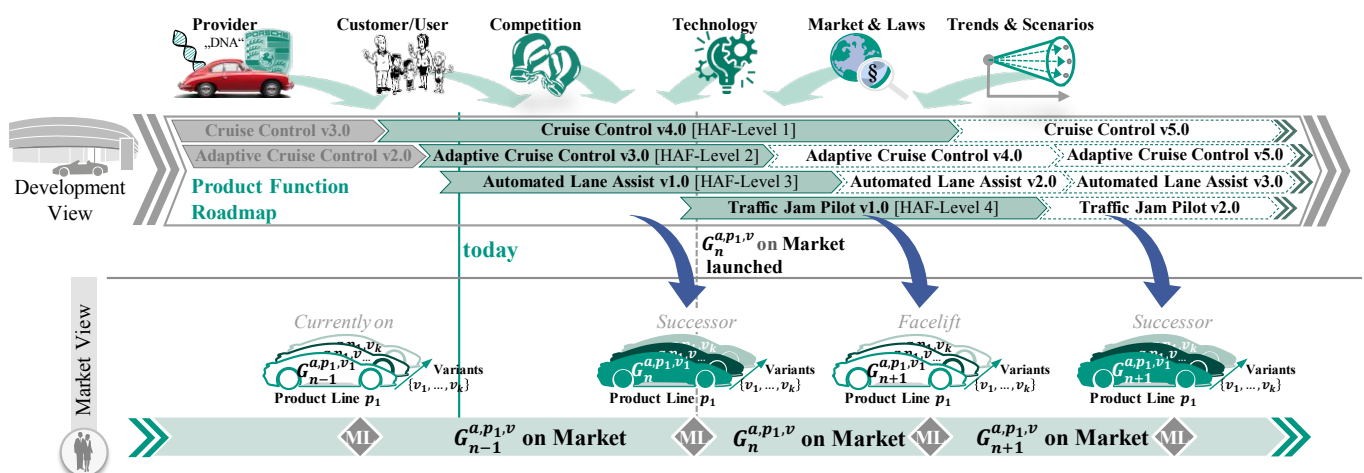 Provider
„DNA"
PORSCHE
Customer/User
Competition
Technology
Market & Laws
§
Trends & Scenarios
Development
View
Cruise Control v3.0
Cruise Control v4.0 [HAF-Level 1]
Cruise Control v5.0
Adaptive Cruise Control v2.0
Adaptive Cruise Control v3.0 [HAF-Level 2]
Adaptive Cruise Control v4.0
Adaptive Cruise Control v5.0
Product Function
Roadmap
Automated Lane Assist v1.0 [HAF-Level 3]
Automated Lane Assist v2.0
Automated Lane Assist v3.0
Traffic Jam Pilot v1.0 [HAF-Level 4]
Traffic Jam Pilot v2.0
today
G_n^{a,p_1,v} on Market
launched
Market View
Currently on
G_{n-1}^{a,p_1,v_1}
Variants
{v_1, …, v_k}
Product Line p_1
Successor
G_n^{a,p_1,v_1}
Variants
{v_1, …, v_k}
Product Line p_1
Facelift
G_{n+1}^{a,p_1,v_1}
Variants
{v_1, …, v_k}
Product Line p_1
Successor
G_{n+1}^{a,p_1,v_1}
Variants
{v_1, …, v_k}
Product Line p_1
MI
G_{n-1}^{a,p_1,v} on Market
MI
G_n^{a,p_1,v} on Market
MI
G_{n+1}^{a,p_1,v} on Market
MI